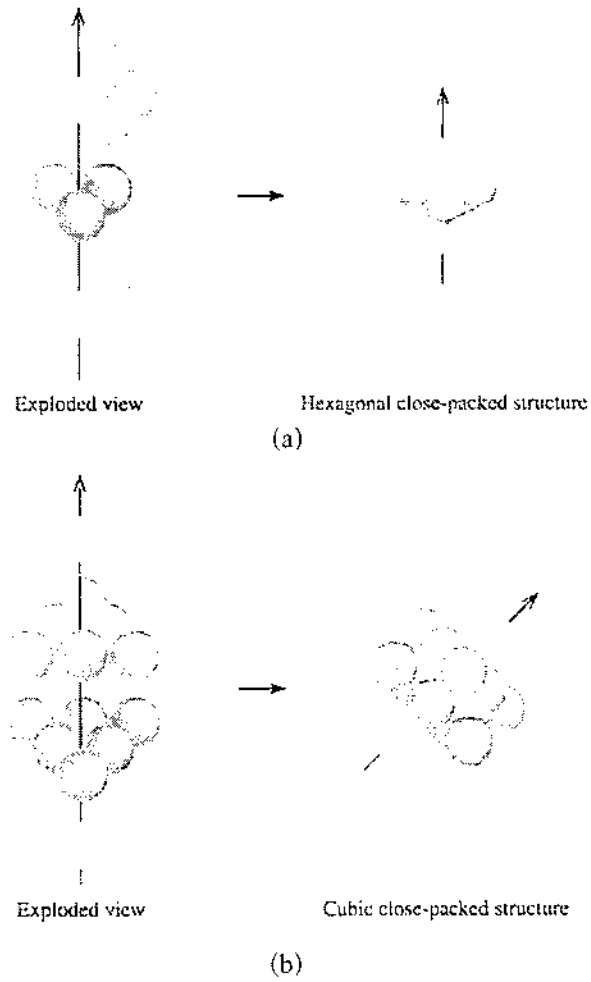 Exploded view
Hexagonal close-packed structure
(a)
Exploded view
Cubic close-packed structure
(b)